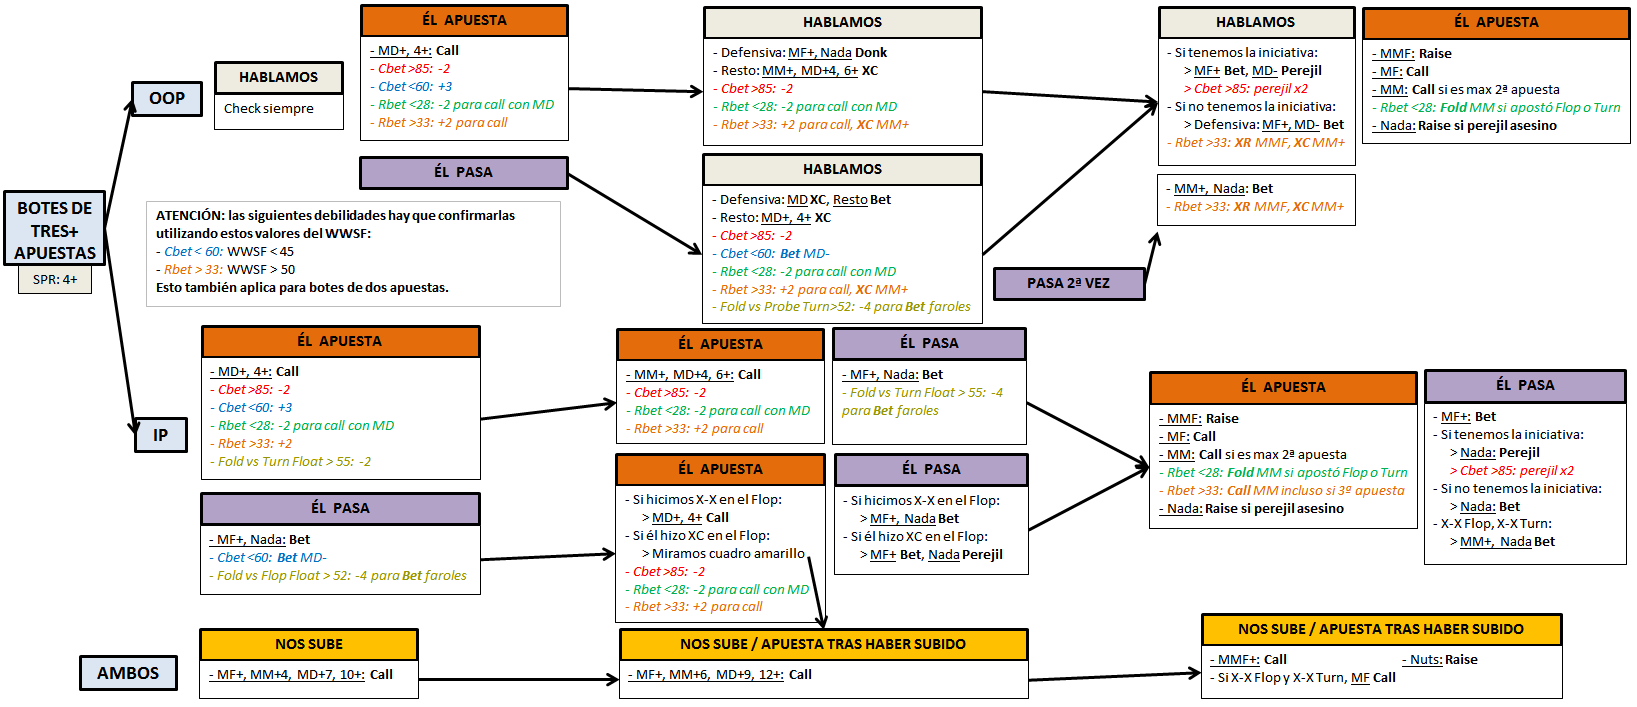 BOTES DE
TRES+
APUESTAS
SPR: 4+
OOP
HABLAMOS
Check siempre
ÉL APUESTA
- MD+, 4+: Call
- Cbet >85: -2
- Cbet <60: +3
- Rbet <28: -2 para call con MD
- Rbet >33: +2 para call
ÉL PASA
HABLAMOS
- Defensiva: MF+, Nada Donk
- Resto: MM+, MD+4, 6+ XC
- Cbet >85: -2
- Rbet <28: -2 para call con MD
- Rbet >33: +2 para call, XC MM+
HABLAMOS
- Defensiva: MD XC, Resto Bet
- Resto: MD+, 4+ XC
- Cbet >85: -2
- Cbet <60: Bet MD-
- Rbet <28: -2 para call con MD
- Rbet >33: +2 para call, XC MM+
- Fold vs Probe Turn>52: -4 para Bet faroles
HABLAMOS
- Si tenemos la iniciativa:
> MF+ Bet, MD- Perejil
> Cbet >85: perejil x2
- Si no tenemos la iniciativa:
> Defensiva: MF+, MD- Bet
- Rbet >33: XR MMF, XC MM+
- MM+, Nada: Bet
- Rbet >33: XR MMF, XC MM+
PASA 2ª VEZ
ÉL APUESTA
- MMF: Raise
- MF: Call
- MM: Call si es max 2ª apuesta
- Rbet <28: Fold MM si apostó Flop o Turn
- Nada: Raise si perejil asesino
ATENCIÓN: las siguientes debilidades hay que confirmarlas
utilizando estos valores del WWSF:
- Cbet < 60: WWSF < 45
- Rbet > 33: WWSF > 50
Esto también aplica para botes de dos apuestas.
IP
ÉL APUESTA
- MD+, 4+: Call
- Cbet >85: -2
- Cbet <60: +3
- Rbet <28: -2 para call con MD
- Rbet >33: +2
- Fold vs Turn Float > 55: -2
ÉL PASA
- MF+, Nada: Bet
- Cbet <60: Bet MD-
- Fold vs Flop Float > 52: -4 para Bet faroles
ÉL APUESTA
- MM+, MD+4, 6+: Call
- Cbet >85: -2
- Rbet <28: -2 para call con MD
- Rbet >33: +2 para call
ÉL PASA
- MF+, Nada: Bet
- Fold vs Turn Float > 55: -4
para Bet faroles
ÉL APUESTA
- Si hicimos X-X en el Flop:
> MD+, 4+ Call
- Si él hizo XC en el Flop:
> Miramos cuadro amarillo
- Cbet >85: -2
- Rbet <28: -2 para call con MD
- Rbet >33: +2 para call
ÉL PASA
- Si hicimos X-X en el Flop:
> MF+, Nada Bet
- Si él hizo XC en el Flop:
> MF+ Bet, Nada Perejil
ÉL APUESTA
- MMF: Raise
- MF: Call
- MM: Call si es max 2ª apuesta
- Rbet <28: Fold MM si apostó Flop o Turn
- Rbet >33: Call MM incluso si 3ª apuesta
- Nada: Raise si perejil asesino
ÉL PASA
- MF+: Bet
- Si tenemos la iniciativa:
> Nada: Perejil
> Cbet >85: perejil x2
- Si no tenemos la iniciativa:
> Nada: Bet
- X-X Flop, X-X Turn:
> MM+, Nada Bet
AMBOS
NOS SUBE
- MF+, MM+4, MD+7, 10+: Call
NOS SUBE / APUESTA TRAS HABER SUBIDO
- MF+, MM+6, MD+9, 12+: Call
NOS SUBE / APUESTA TRAS HABER SUBIDO
- MMF+: Call - Nuts: Raise
- Si X-X Flop y X-X Turn, MF Call